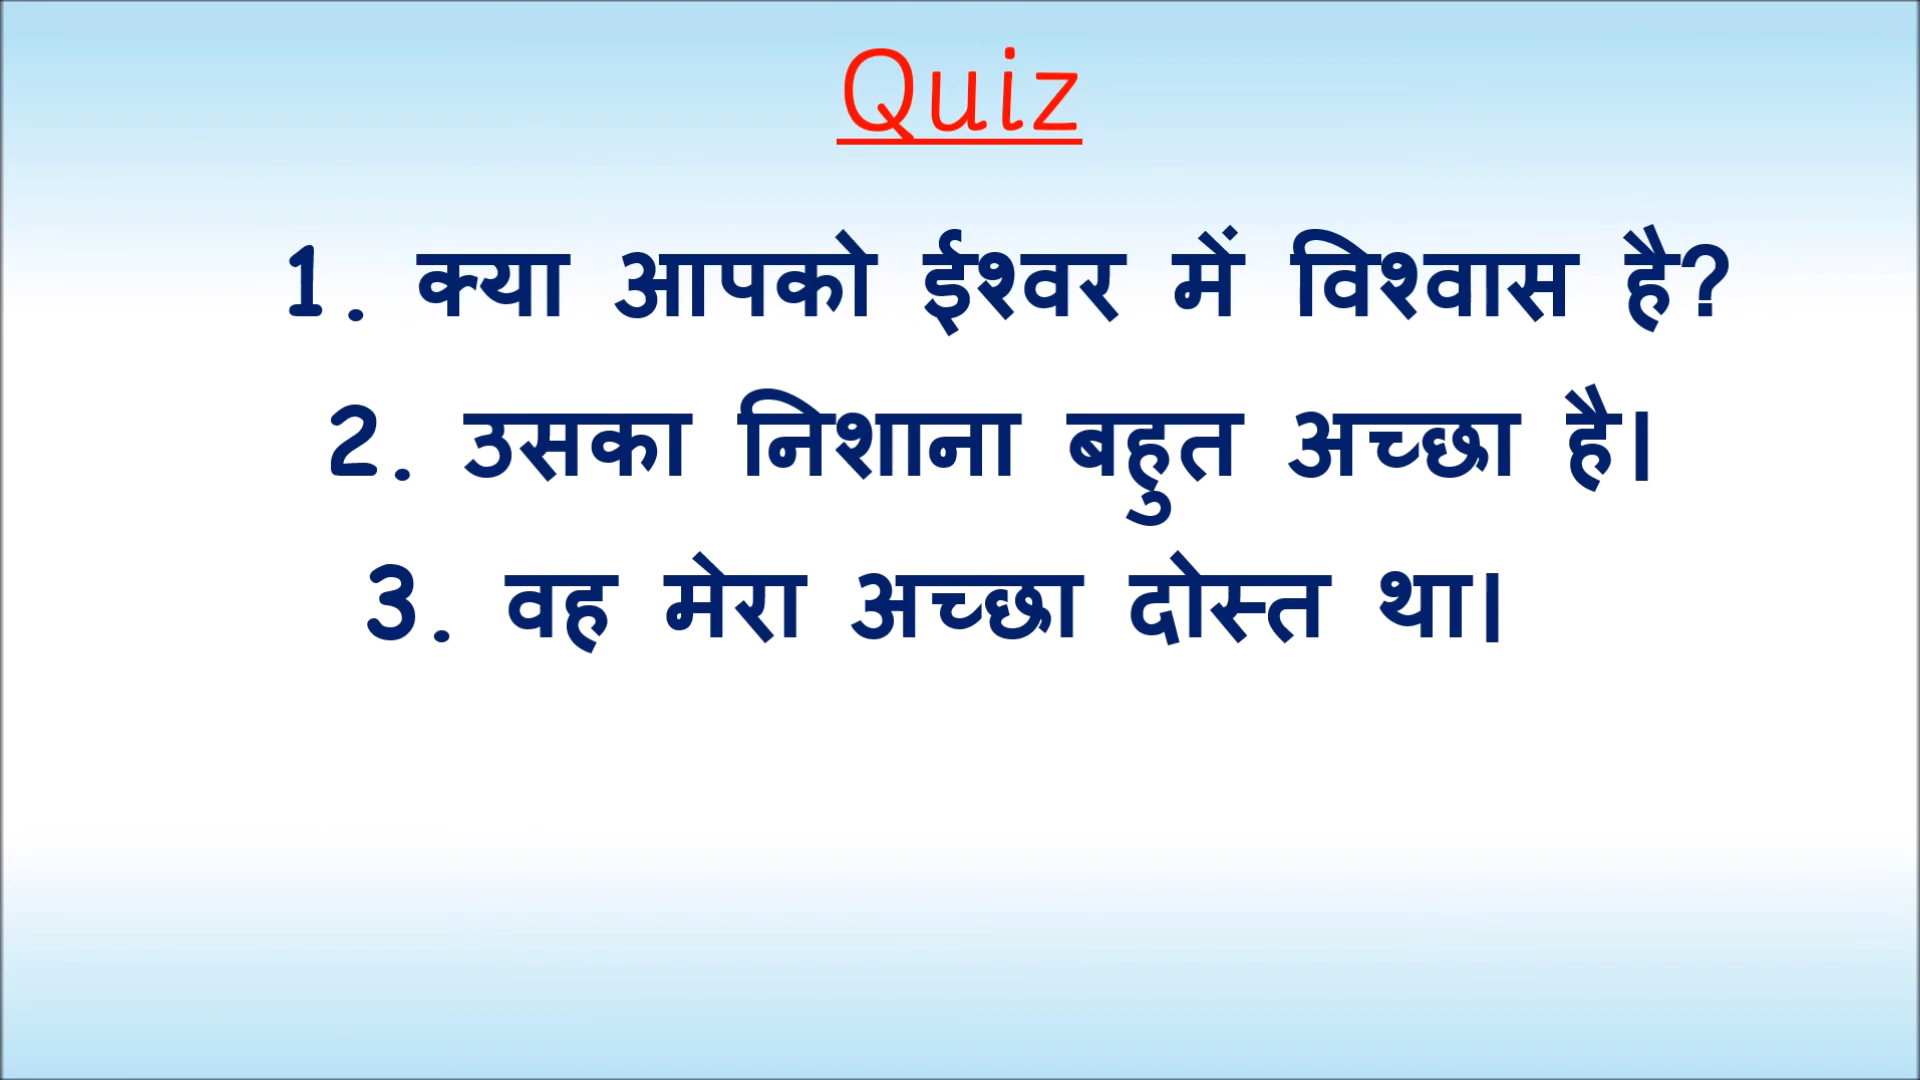 Quiz
1. क्या आपको ईश्वर में विश्वास है?
2. उसका निशाना बहुत अच्छा है।
3. वह मेरा अच्छा दोस्त था।